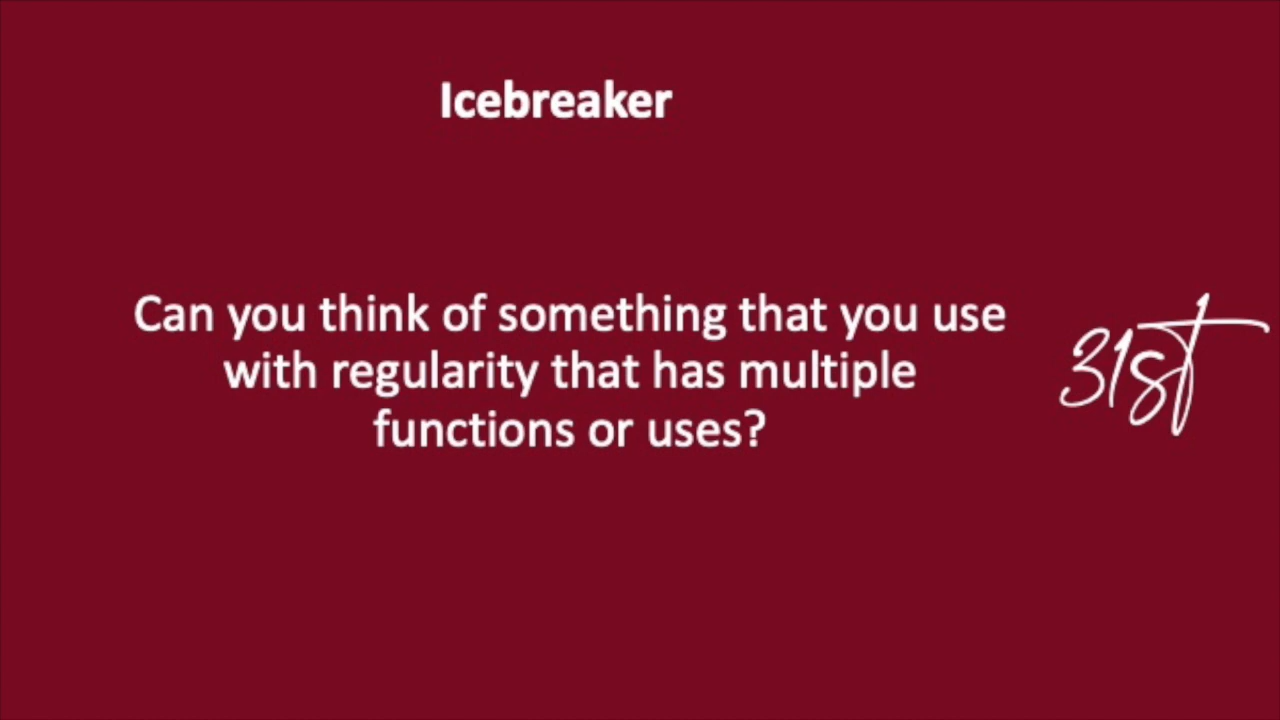 Icebreaker
Can you think of something that you use
with regularity that has multiple
functions or uses?
31st